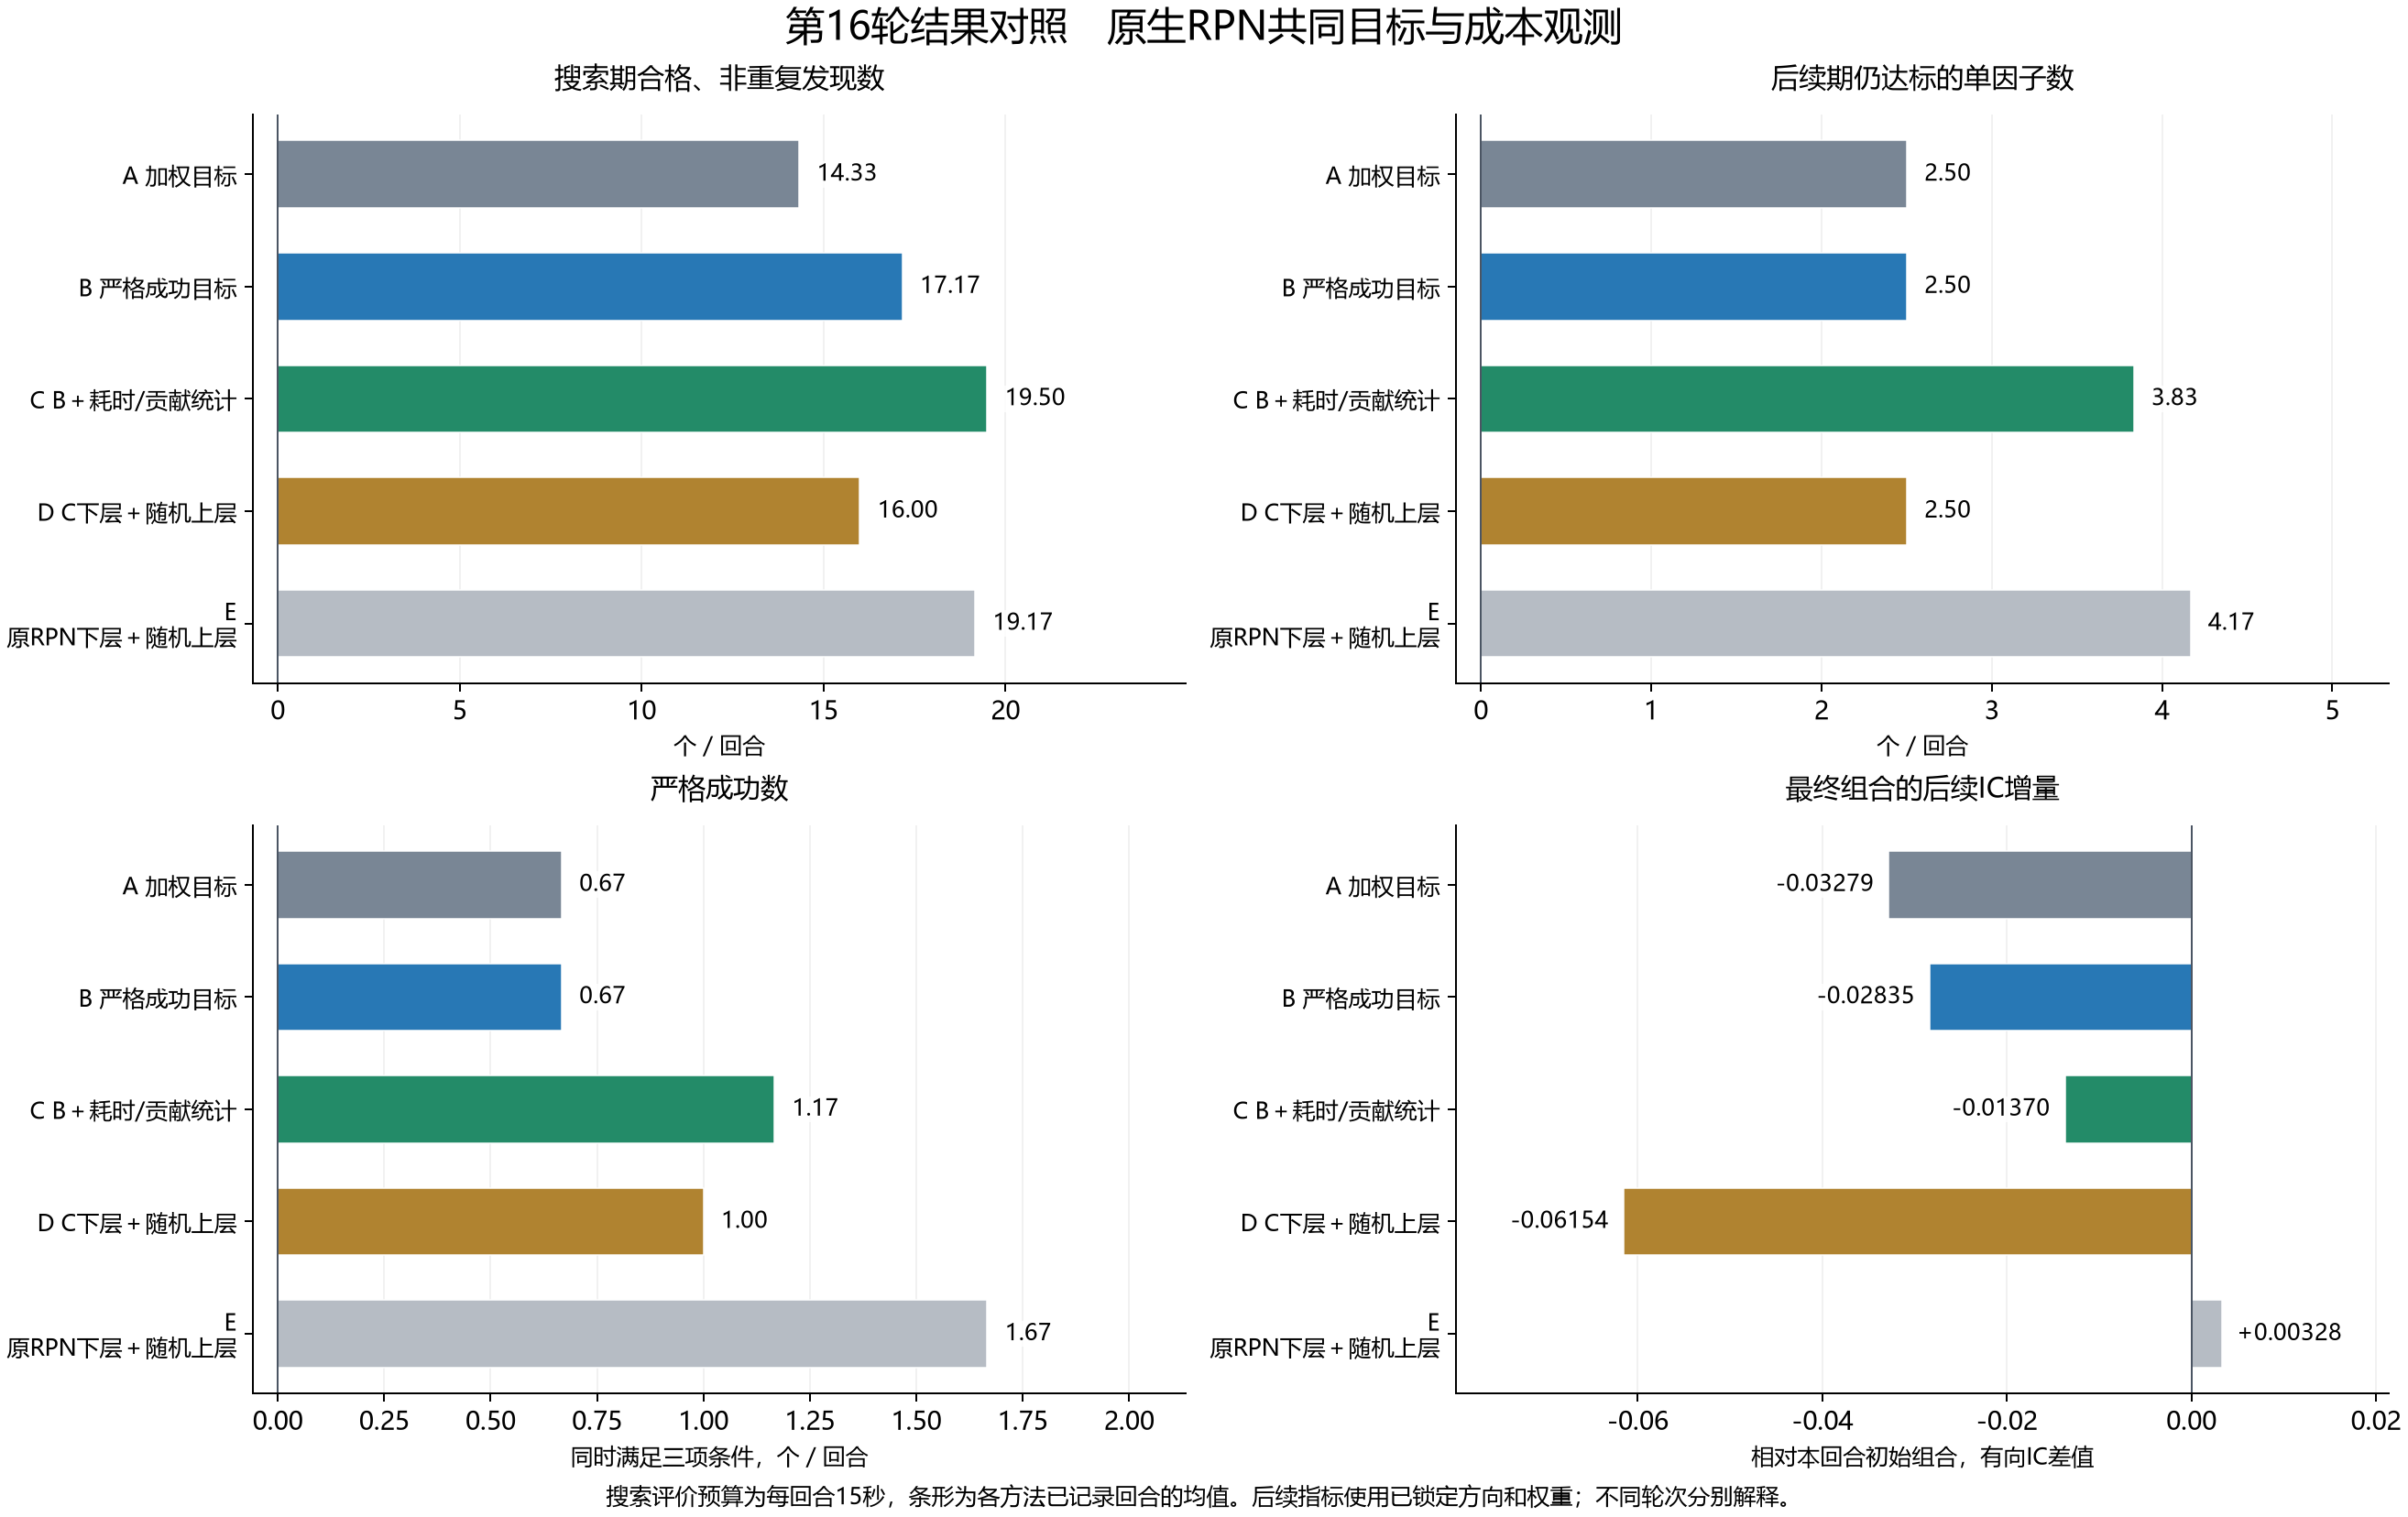 第16轮结果对照　原生RPN共同目标与成本观测
搜索期合格、非重复发现数
A 加权目标
14.33
B 严格成功目标
17.17
C B＋耗时/贡献统计
19.50
D C下层＋随机上层
16.00
E
原RPN下层＋随机上层
19.17
0 5 10 15 20
个 / 回合
后续期仍达标的单因子数
A 加权目标
2.50
B 严格成功目标
2.50
C B＋耗时/贡献统计
3.83
D C下层＋随机上层
2.50
E
原RPN下层＋随机上层
4.17
0 1 2 3 4 5
个 / 回合
严格成功数
A 加权目标
0.67
B 严格成功目标
0.67
C B＋耗时/贡献统计
1.17
D C下层＋随机上层
1.00
E
原RPN下层＋随机上层
1.67
0.00 0.25 0.50 0.75 1.00 1.25 1.50 1.75 2.00
同时满足三项条件，个 / 回合
最终组合的后续IC增量
A 加权目标
-0.03279
B 严格成功目标
-0.02835
C B＋耗时/贡献统计
-0.01370
D C下层＋随机上层
-0.06154
E
原RPN下层＋随机上层
+0.00328
-0.06 -0.04 -0.02 0.00 0.02
相对本回合初始组合，有向IC差值
搜索评价预算为每回合15秒，条形为各方法已记录回合的均值。后续指标使用已锁定方向和权重；不同轮次分别解释。